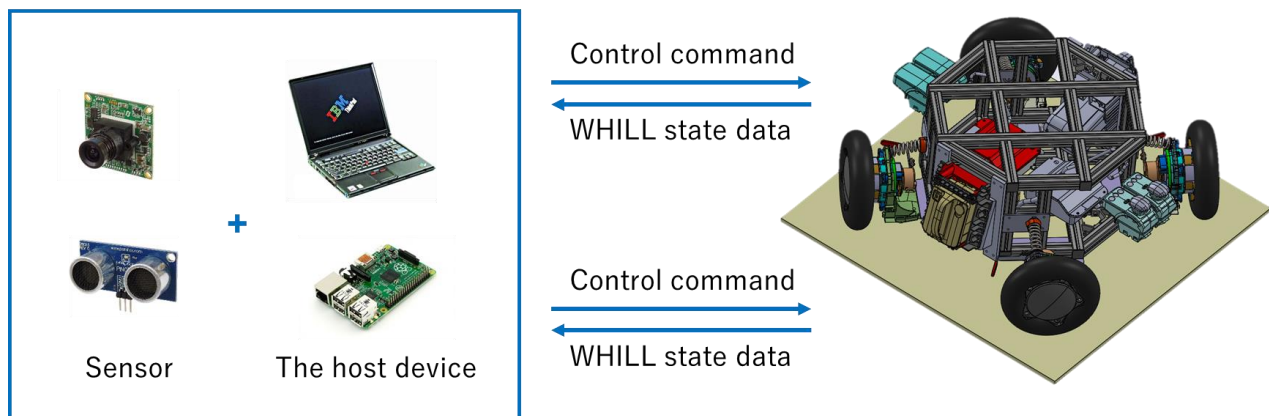 Control command
WHILL state data
IBM
+
Control command
WHILL state data
Sensor
The host device